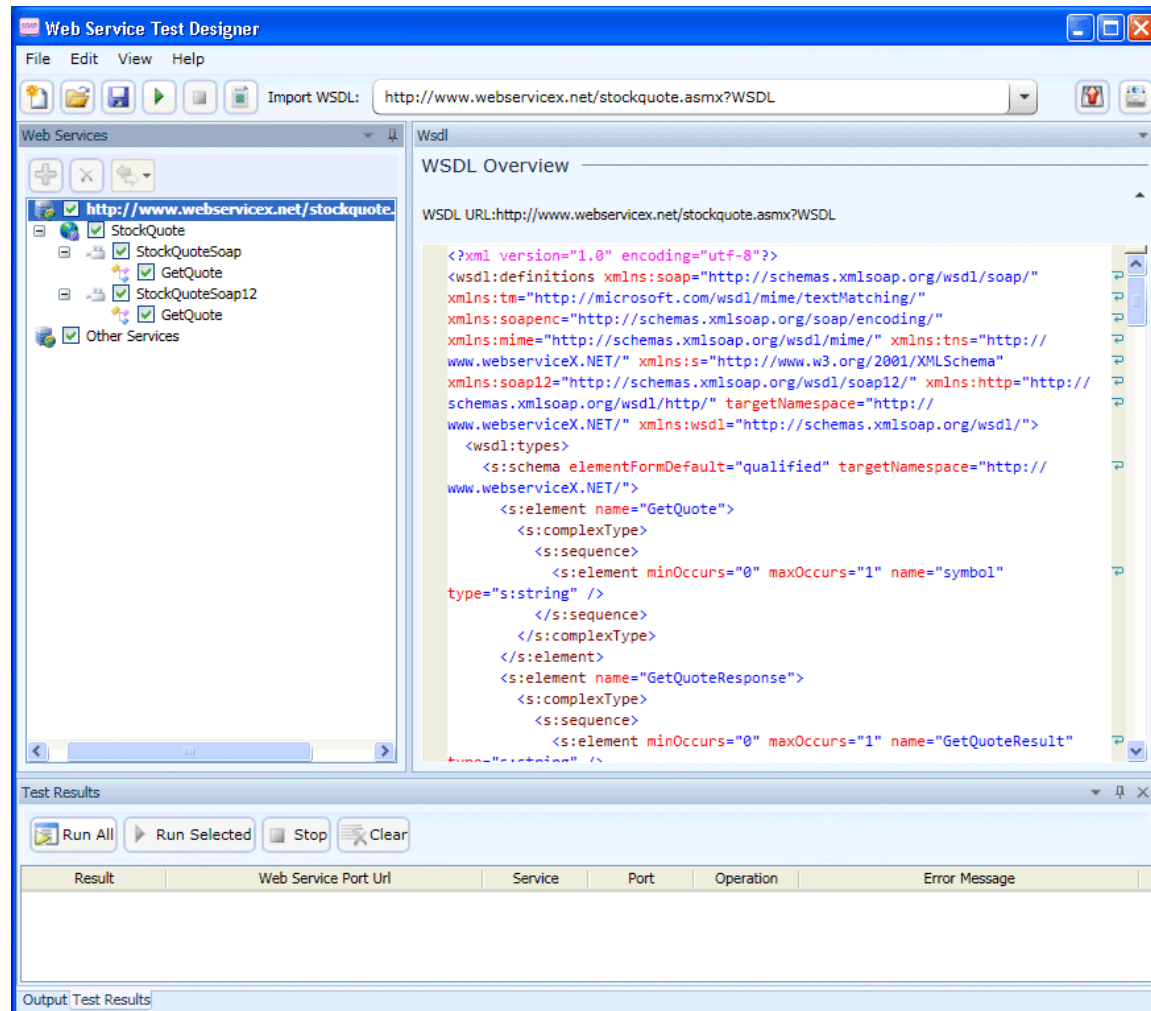 SOAP
Web Service Test Designer
File Edit View Help
Import WSDL: http://www.webservicex.net/stockquote.asmx?WSDL
Web Services
http://www.webservicex.net/stockquote.
StockQuote
StockQuoteSoap
GetQuote
StockQuoteSoap12
GetQuote
Other Services
Wsdl
WSDL Overview
WSDL URL:http://www.webservicex.net/stockquote.asmx?WSDL
<?xml version="1.0" encoding="utf-8"?>
<wsdl:definitions xmlns:soap="http://schemas.xmlsoap.org/wsdl/soap/"
xmlns:tm="http://microsoft.com/wsdl/mime/textMatching/"
xmlns:soapenc="http://schemas.xmlsoap.org/soap/encoding/"
xmlns:mime="http://schemas.xmlsoap.org/wsdl/mime/" xmlns:tns="http://
www.webserviceX.NET/" xmlns:s="http://www.w3.org/2001/XMLSchema"
xmlns:soap12="http://schemas.xmlsoap.org/wsdl/soap12/" xmlns:http="http://
schemas.xmlsoap.org/wsdl/http/" targetNamespace="http://
www.webserviceX.NET/" xmlns:wsdl="http://schemas.xmlsoap.org/wsdl/">
<wsdl:types>
<s:schema elementFormDefault="qualified" targetNamespace="http://
www.webserviceX.NET/">
<s:element name="GetQuote">
<s:complexType>
<s:sequence>
<s:element minOccurs="0" maxOccurs="1" name="symbol"
type="s:string" />
</s:sequence>
</s:complexType>
</s:element>
<s:element name="GetQuoteResponse">
<s:complexType>
<s:sequence>
<s:element minOccurs="0" maxOccurs="1" name="GetQuoteResult"
type="s:string" />
Test Results
Run All Run Selected Stop Clear
Result Web Service Port Url Service Port Operation Error Message
Output Test Results